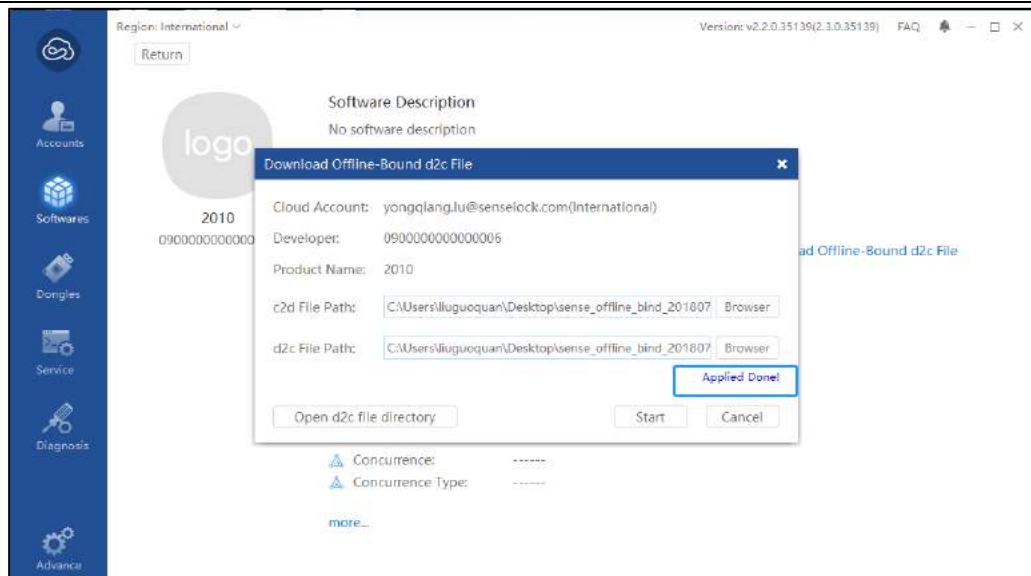 Region: International
Version: v2.2.0.35139(2.3.0.35139) FAQ
Return
Software Description
No software description
logo
Accounts
Download Offline-Bound d2c File
Cloud Account: yongqiang.lu@senselock.com(International)
2010
Softwares
0900000000000
Developer: 0900000000000006
ad Offline-Bound d2c File
Product Name: 2010
Dongles
c2d File Path: C:\Users\liuguoquan\Desktop\sense_offline_bind_201807 Browser
d2c File Path: C:\Users\liuguoquan\Desktop\sense_offline_bind_201807 Browser
Service
Applied Done!
Open d2c file directory Start Cancel
Diagnosis
Concurrence: ------
Concurrence Type: ------
more...
Advance